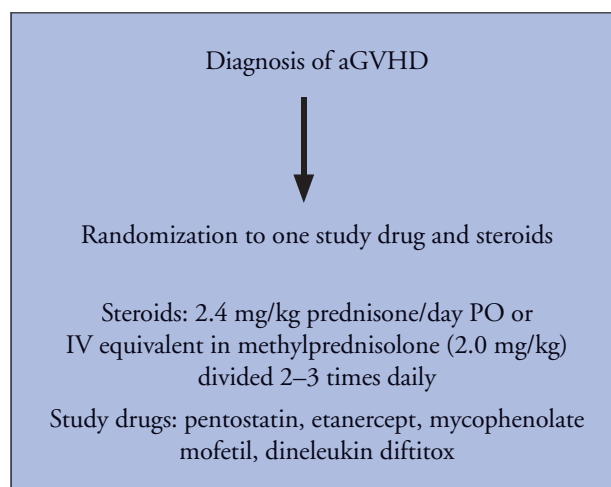 Diagnosis of aGVHD
Randomization to one study drug and steroids
Steroids: 2.4 mg/kg prednisone/day PO or
IV equivalent in methylprednisolone (2.0 mg/kg)
divided 2–3 times daily
Study drugs: pentostatin, etanercept, mycophenolate
mofetil, dineleukin diftitox